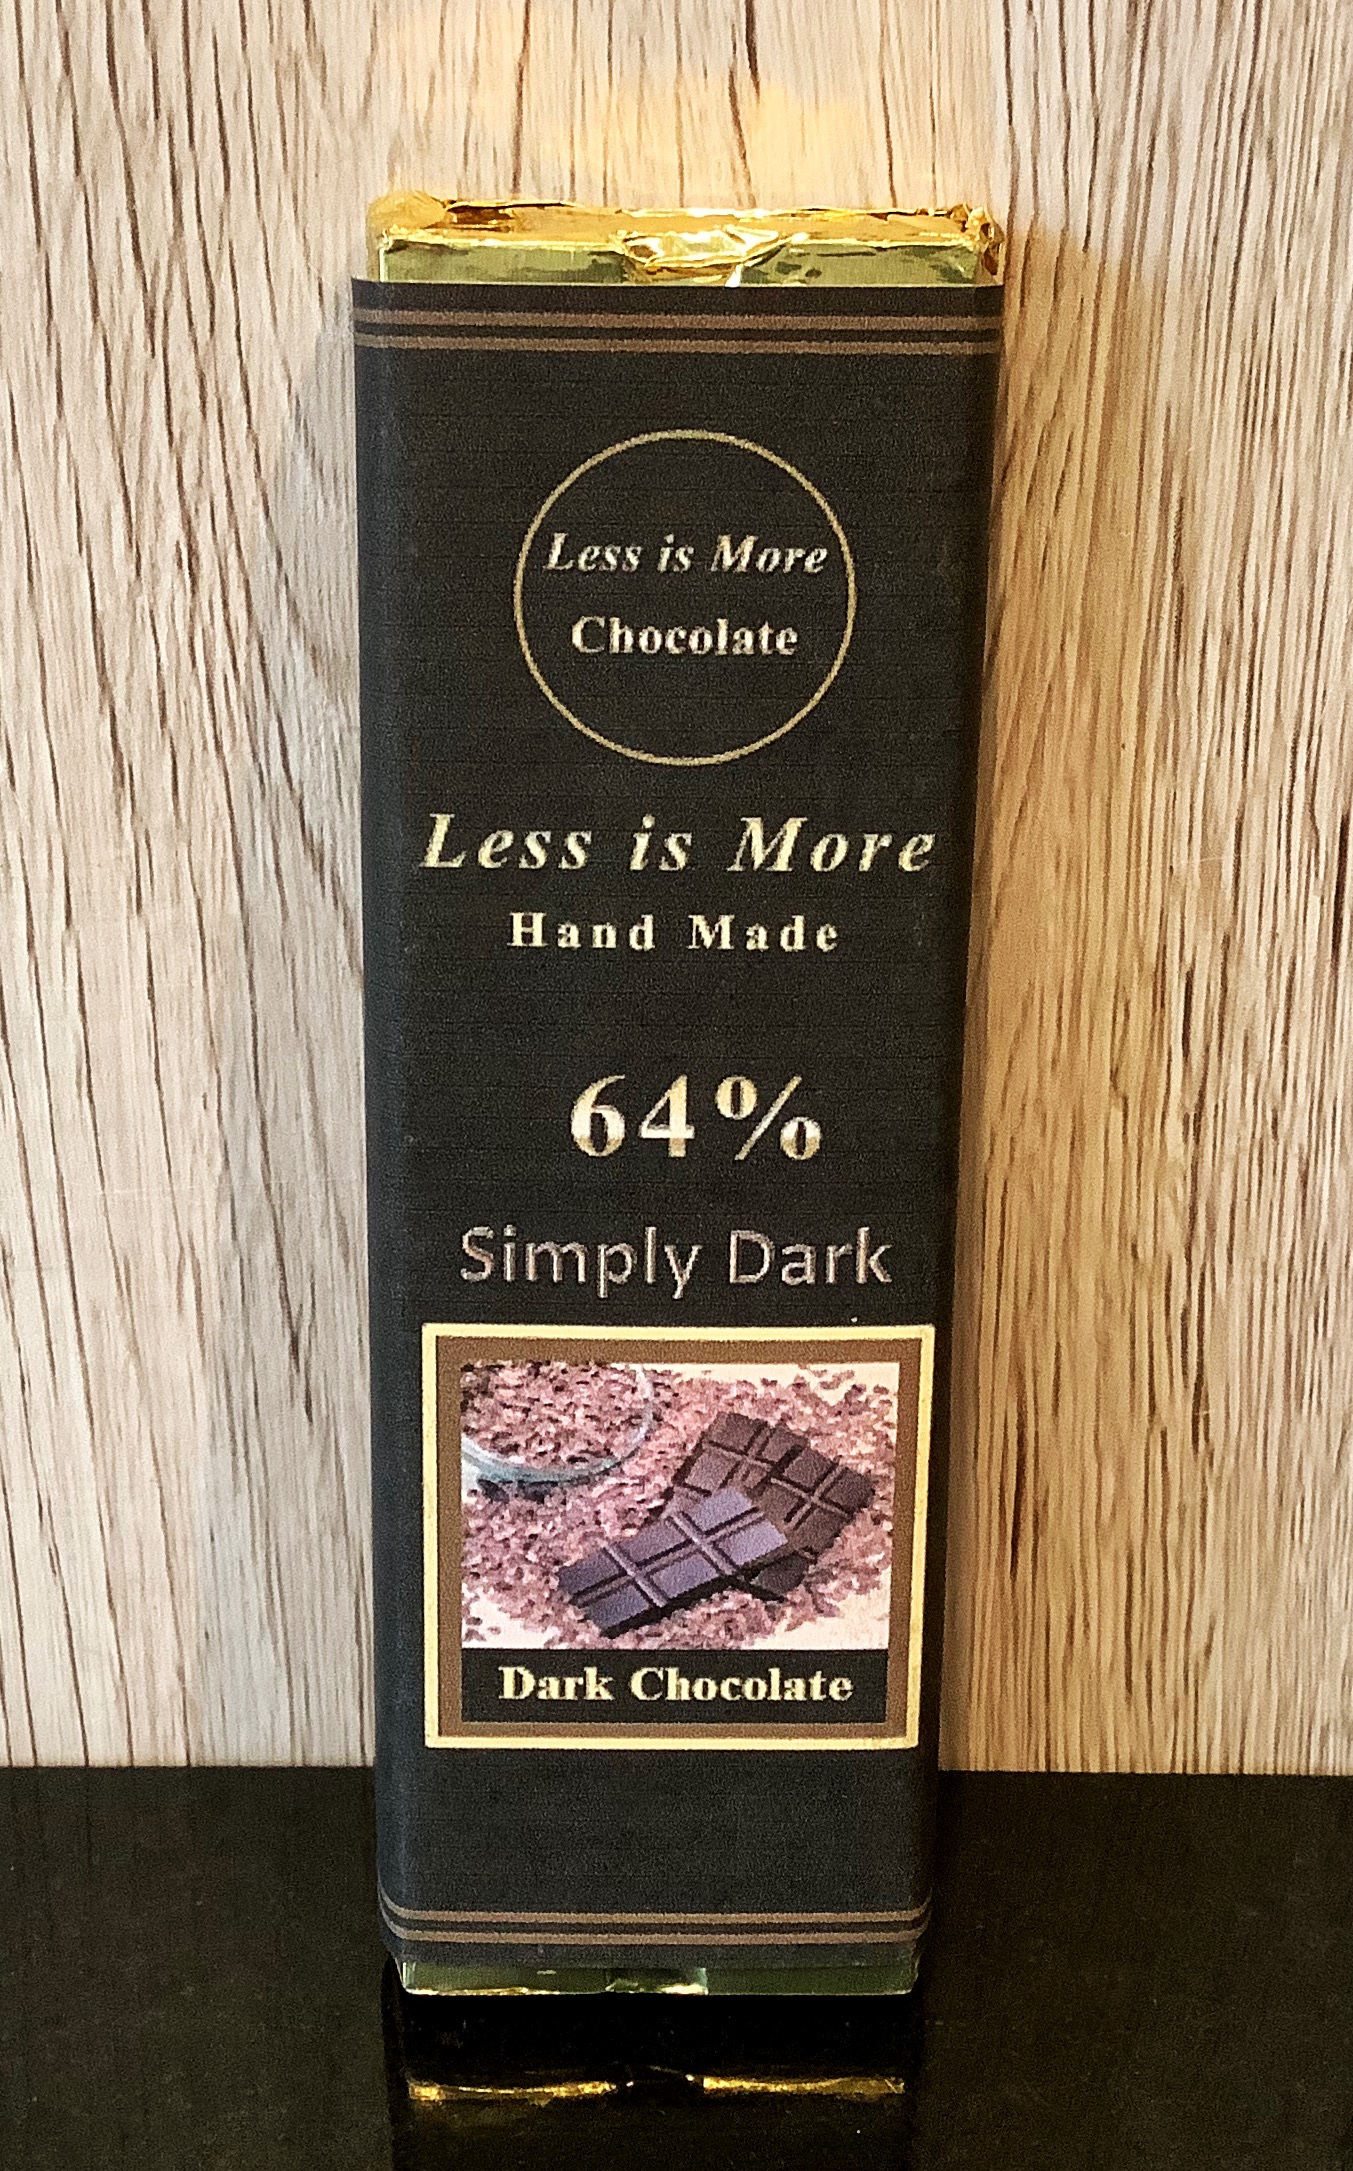 Less is More
Chocolate
Less is More
Hand Made
64%
Simply Dark
Dark Chocolate